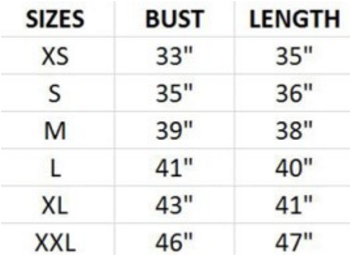 SIZES BUST LENGTH
XS 33" 35"
S 35" 36"
M 39" 38"
L 41" 40"
XL 43" 41"
XXL 46" 47"